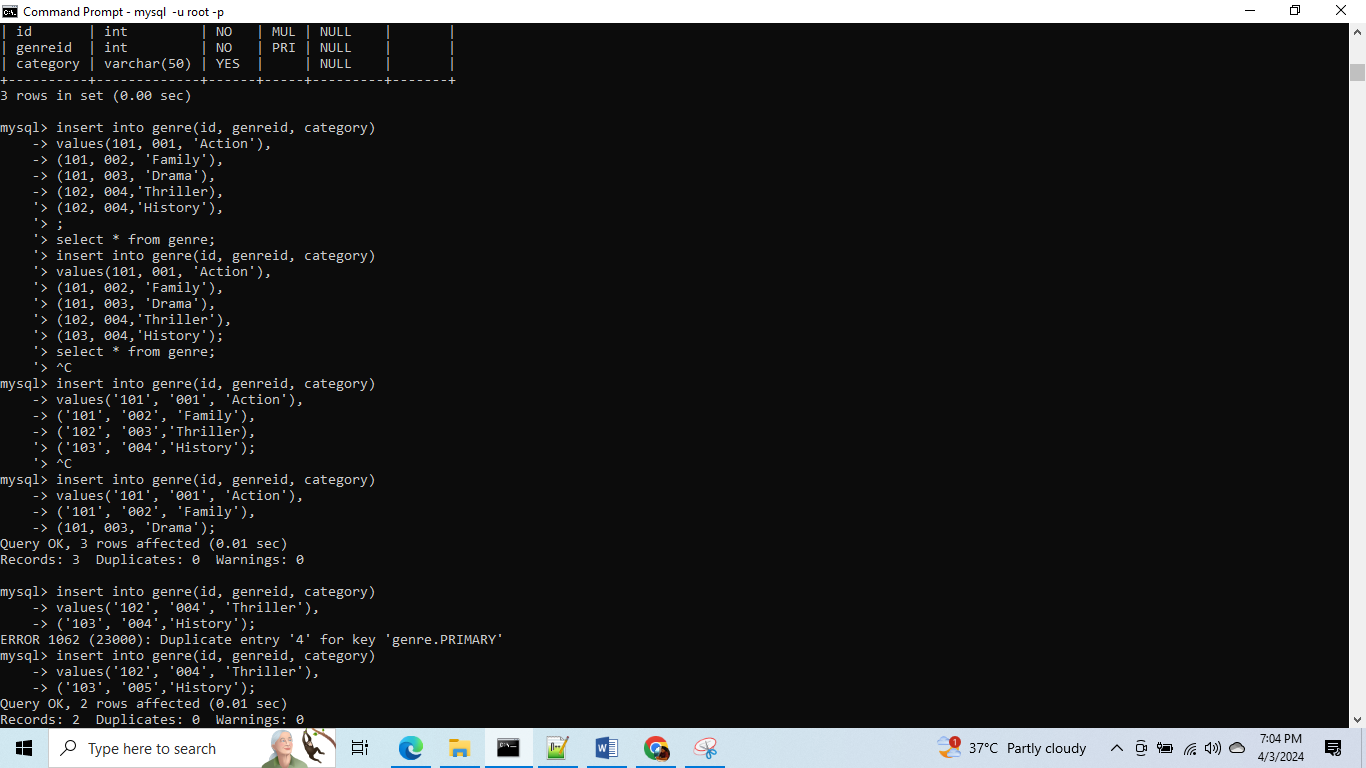 Command Prompt - mysql  -u root -p
| id       | int         | NO   | MUL | NULL    |       |
| genreid  | int         | NO   | PRI | NULL    |       |
| category | varchar(50) | YES  |     | NULL    |       |
+----------+-------------+------+-----+---------+-------+
3 rows in set (0.00 sec)
mysql> insert into genre(id, genreid, category)
    -> values(101, 001, 'Action'),
    -> (101, 002, 'Family'),
    -> (101, 003, 'Drama'),
    -> (102, 004,'Thriller),
    '> (102, 004,'History'),
    '> ;
    '> select * from genre;
    '> insert into genre(id, genreid, category)
    '> values(101, 001, 'Action'),
    '> (101, 002, 'Family'),
    '> (101, 003, 'Drama'),
    '> (102, 004,'Thriller'),
    '> (103, 004,'History');
    '> select * from genre;
    '> ^C
mysql> insert into genre(id, genreid, category)
    -> values('101', '001', 'Action'),
    -> ('101', '002', 'Family'),
    -> ('102', '003','Thriller),
    '> ('103', '004','History');
    '> ^C
mysql> insert into genre(id, genreid, category)
    -> values('101', '001', 'Action'),
    -> ('101', '002', 'Family'),
    -> (101, 003, 'Drama');
Query OK, 3 rows affected (0.01 sec)
Records: 3  Duplicates: 0  Warnings: 0
mysql> insert into genre(id, genreid, category)
    -> values('102', '004', 'Thriller'),
    -> ('103', '004','History');
ERROR 1062 (23000): Duplicate entry '4' for key 'genre.PRIMARY'
mysql> insert into genre(id, genreid, category)
    -> values('102', '004', 'Thriller'),
    -> ('103', '005','History');
Query OK, 2 rows affected (0.01 sec)
Records: 2  Duplicates: 0  Warnings: 0
Type here to search
1
37°C  Partly cloudy
7:04 PM
4/3/2024